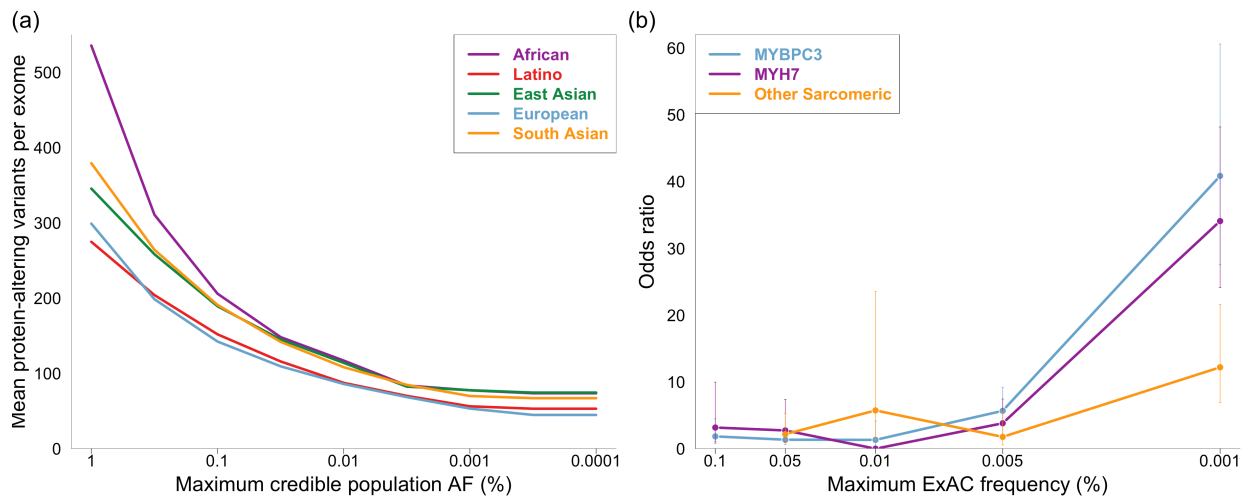 (a)
Mean protein-altering variants per exome
500
400
300
200
100
0
African
Latino
East Asian
European
South Asian
1
0.1
0.01
0.001
0.0001
Maximum credible population AF (%)
(b)
Odds ratio
60
50
40
30
20
10
0
MYBPC3
MYH7
Other Sarcomeric
0.1
0.05
0.01
0.005
0.001
Maximum ExAC frequency (%)